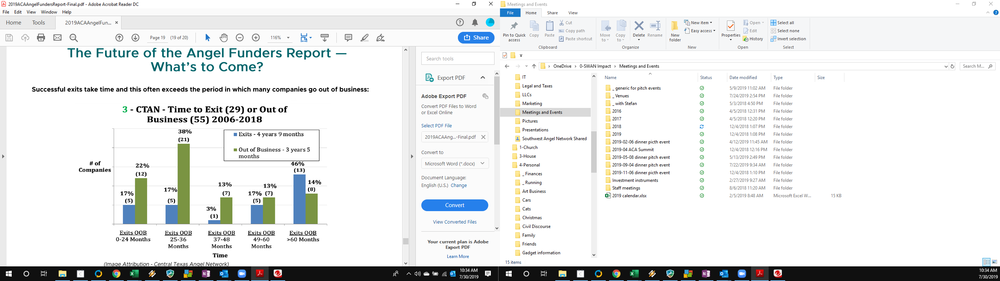 2019ACAAngelFundersReport-Final.pdf - Adobe Acrobat Reader DC
File Edit View Window Help
Home Tools 2019ACAAngelFun... ×
Page 19 (19 of 20) 116% Share
The Future of the Angel Funders Report —
What's to Come?
Successful exits take time and this often exceeds the period in which many companies go out of business:
3 - CTAN - Time to Exit (29) or Out of
Business (55) 2006-2018
Exits - 4 years 9 months
Out of Business - 3 years 5
months
# of
Companies
17%
(5)
22%
(12)
17%
(5)
38%
(21)
3%
(1)
13%
(7)
17%
(5)
13%
(7)
46%
(13)
14%
(8)
Exits OOB
0-24 Months
Exits OOB
25-36
Months
Exits OOB
37-48
Months
Exits OOB
49-60
Months
Exits OOB
>60 Months
Time
(Image Attribution - Central Texas Angel Network)
Search tools
Export PDF
Adobe Export PDF
Convert PDF Files to Word
or Excel Online
Select PDF File
2019ACAAng...-Final.pdf
Convert to
Microsoft Word (*.docx)
Document Language:
English (U.S.) Change
Convert
View Converted Files
Your current plan is Adobe
Export PDF
Learn More
10:34 AM
7/30/2019
Meetings and Events
File Home Share View
Pin to Quick
access
Copy
Paste
Cut
Copy path
Paste shortcut
Clipboard
Move
to
Copy
to
Delete
Rename
Organize
New
folder
New item
Easy access
New
Properties
Open
Edit
History
Open
Select all
Select none
Invert selection
Select
OneDrive › 0-SWAN Impact › Meetings and Events
Search M...
IT
Legal and Taxes
LLCs
Marketing
Meetings and Events
Pictures
Presentations
Southwest Angel Network Shared
1-Church
3-House
4-Personal
_ Finances
_ Running
Art Business
Cars
Cats
Christmas
Civil Discourse
Family
Friends
Gadget information
Name Status Date modified Type Size
_ generic for pitch events 5/9/2019 11:02 AM File folder
_ Venues 7/24/2019 2:54 PM File folder
_ with Stefan 5/3/2018 4:50 PM File folder
2016 4/5/2018 12:31 PM File folder
2017 4/5/2018 12:20 PM File folder
2018 12/4/2018 1:07 PM File folder
2019 12/4/2018 1:08 PM File folder
2019-02-06 dinner picth event 4/12/2019 11:45 AM File folder
2019-04 ACA Summit 12/4/2018 12:16 PM File folder
2019-05-08 dinner pitch event 5/13/2019 2:49 PM File folder
2019-09-04 dinner pitch event 7/22/2019 9:34 AM File folder
2019-11-06 dinner picth event 12/4/2018 1:10 PM File folder
Investment instruments 2/27/2019 9:27 AM File folder
Staff meetings 8/6/2018 11:20 AM File folder
2019 calendar.xlsx 2/5/2019 8:48 AM Microsoft Excel W... 15 KB
15 items
10:34 AM
7/30/2019